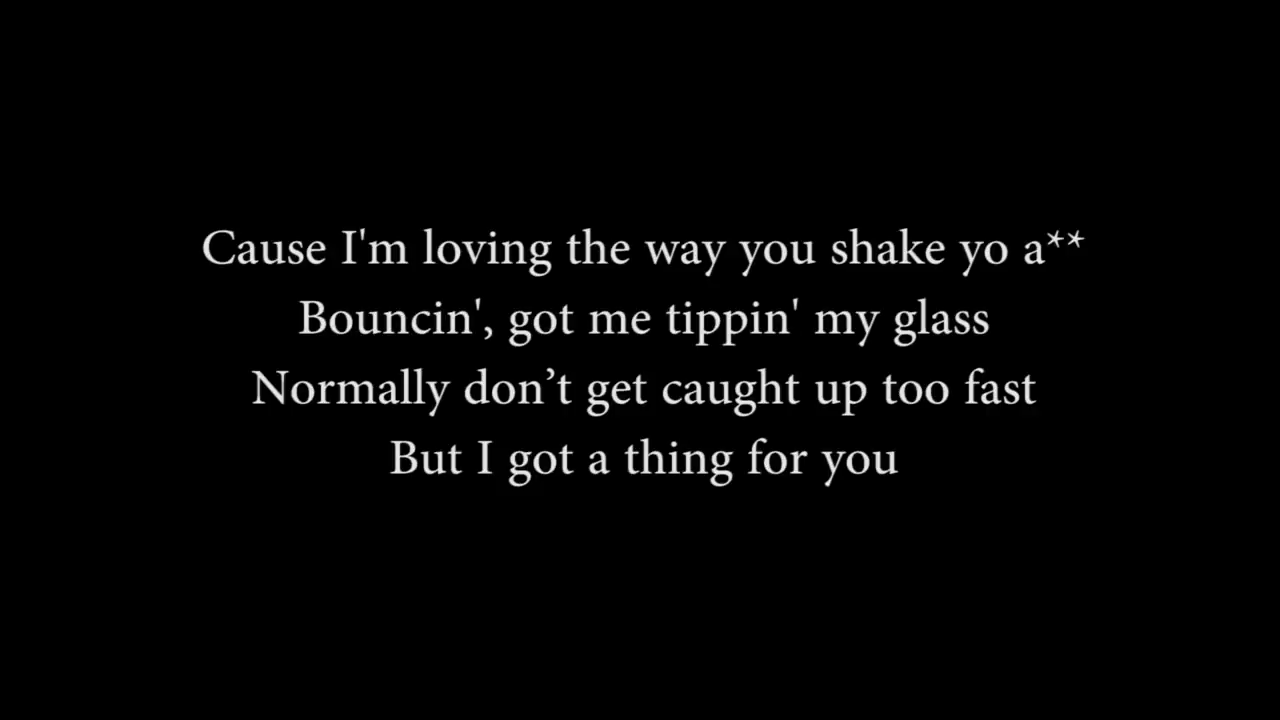 Cause I'm loving the way you shake yo a**
Bouncin', got me tippin' my glass
Normally don’t get caught up too fast
But I got a thing for you